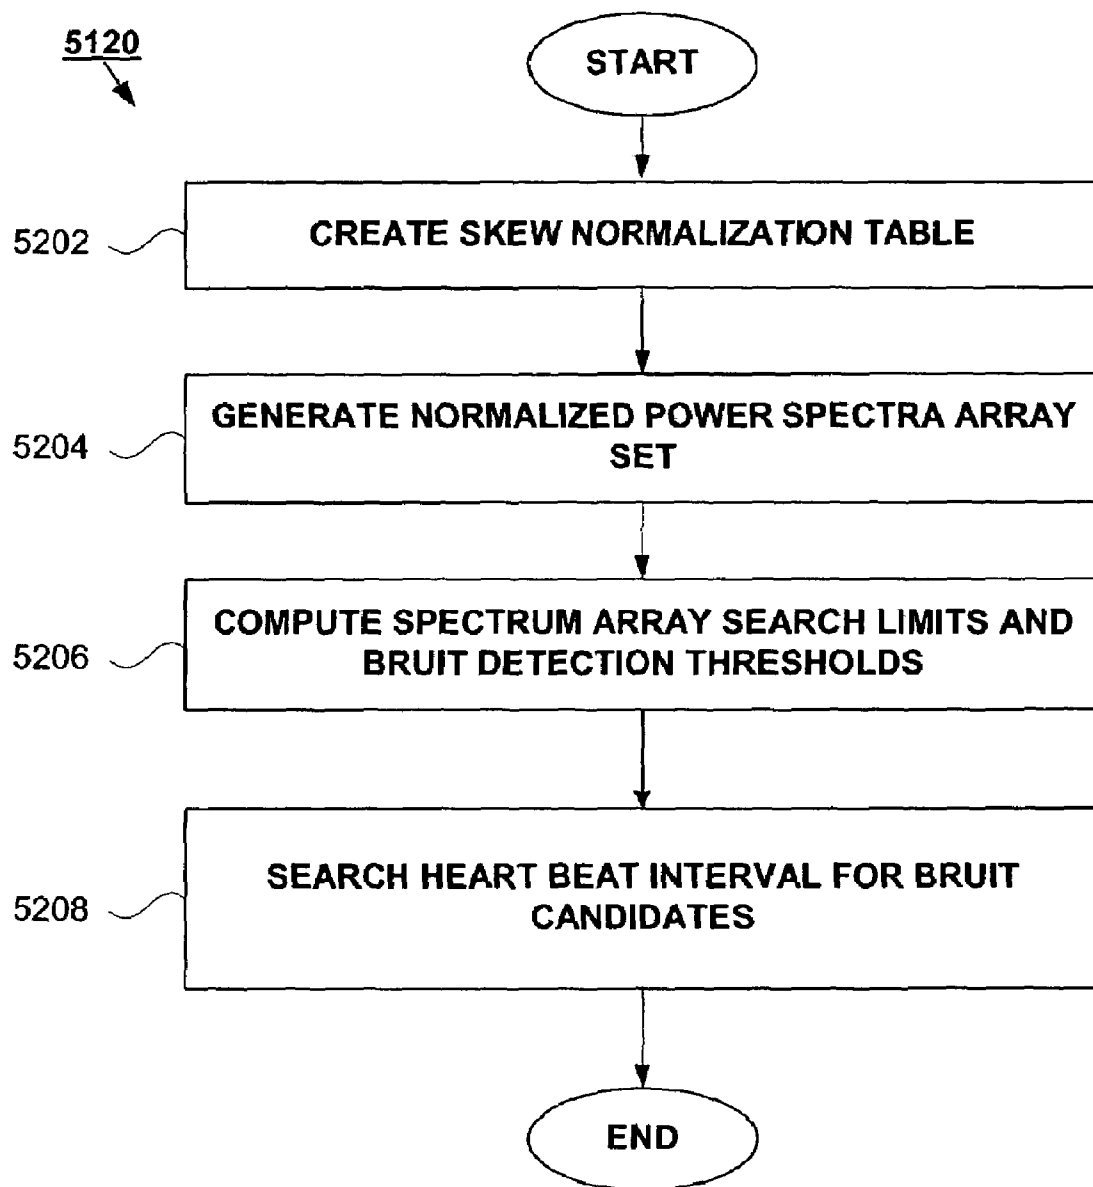 5120
START
5202
CREATE SKEW NORMALIZATION TABLE
5204
GENERATE NORMALIZED POWER SPECTRA ARRAY
SET
5206
COMPUTE SPECTRUM ARRAY SEARCH LIMITS AND
BRUIT DETECTION THRESHOLDS
5208
SEARCH HEART BEAT INTERVAL FOR BRUIT
CANDIDATES
END